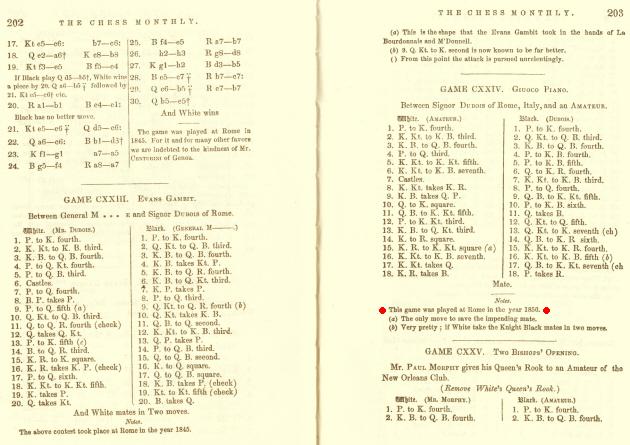 202
THE CHESS MONTHLY.
17. Kt e5—c6: b7—c6:
18. Q e2—a6† K c8—b8
19. Kt f3—e5 B f5—e4
If Black play Q d5—b5†, White wins
a piece by 20. Q a6—b5 † followed by
21. Kt e5—c6† etc.
20. R a1—b1 B e4—c1:
Black has no better move.
21. Kt e5—c6 † Q d5—c6:
22. Q a6—c6: B b1—d3†
23. K f1—g1 a7—a5
24. B g5—f4 R a8—a7
25. B f4—e5 R a7—b7
26. h2—h3 R g8—d8
27. K g1—h2 B d3—b5
28. B e5—c7 † R b7—c7
29. Q c6—b5 † R c7—b7
30. Q b5—e5†
And White wins
The game was played at Rome in
1845. For it and for many other favors
we are indebted to the kindness of Mr.
Centurini of Genoa.
GAME CXXIII. Evans Gambit.
Between General M . . . e and Signor Dubois of Rome.
White. (Mr. Dubois.)
1. P. to K. fourth.
2. K. Kt. to K. B. third.
3. K. B. to Q. B. fourth.
4. P. to Q. Kt. fourth.
5. P. to Q. B. third.
6. Castles.
7. P. to Q. fourth.
8. B. P. takes P.
9. P. to Q. fifth (a)
10. Q. Kt. to Q. B. third.
11. Q. to Q. R. fourth (check)
12. Q. takes Q. Kt.
13. P. to K. fifth (c)
14. B. to Q. R. third.
15. K. R. to K. square.
16. K. R. takes K. P. (check)
17. P. to Q. sixth.
18. K. Kt. to K. Kt. fifth.
19. K. takes P.
20. Q. takes Kt.
Black. (General M——.)
1. P. to K. fourth.
2. Q. Kt. to Q. B. third.
3. K. B. to Q. B. fourth.
4. K. B. takes Kt. P.
5. K. B. to Q. R. fourth.
6. K. B. to Q. Kt. third.
7. K. P. takes P.
8. P. to Q. third.
9. Q. Kt. to Q. R. fourth (b)
10. Q. Kt. takes K. B.
11. Q. B. to Q. second.
12. K. Kt. to K. B. third.
13. P. takes P.
14. P. to Q. B. fourth.
15. Q. to Q. B. second.
16. K. to Q. square.
17. Q. to Q. B. square.
18. K. B. takes P. (check)
19. K. B. takes P. (check)
20. B. takes Q.
And White mates in Two moves.
Notes.
The above contest took place at Rome in the year 1845.
THE CHESS MONTHLY.
203
(a) This is the shape that the Evans Gambit took in the hands of La
Bourdonnais and McDonnell.
(b) 9. Q. Kt. to K. second is now known to be far better.
() From this point the attack is pursued unrelentingly.
GAME CXXIV. Giuoco Piano.
Between Signor Dubois of Rome, Italy, and an Amateur.
White. (Amateur.)
1. P. to K. fourth.
2. K. Kt. to K. B. third.
3. K. B. to Q. B. fourth.
4. P. to Q. third.
5. K. Kt. to K. Kt. fifth.
6. K. Kt. to K. B. seventh.
7. Castles.
8. K. Kt. takes K. R.
9. K. B. takes Q. P.
10. Q. to K. square.
11. Q. B. to K. Kt. fifth.
12. P. to Q. B. third.
13. K. B. to Q. Kt. third.
14. K. to R. square.
15. K. R. to K. Kt. square (a)
16. K. Kt. to K. B. seventh.
17. K. Kt. takes Q.
18. K. R. takes B.
Black. (Dubois.)
1. P. to K. fourth.
2. Q. Kt. to Q. B. third.
3. K. B. to Q. B. fourth.
4. P. to K. B. fourth.
5. P. to K. B. fifth.
6. Q. to K. R. fourth.
7. K. Kt. to K. B. third.
8. P. to Q. fourth.
9. Q. B. to K. Kt. fifth.
10. P. to K. B. sixth.
11. Q. takes B.
12. Q. to K. Kt. fifth.
13. Q. Kt. to K. seventh (ch)
14. Q. B. to K. R. sixth.
15. B. takes P. (check)
16. K. Kt. to K. B. fifth (b)
17. Q. B. to K. Kt. seventh (ch
18. P. takes R.
Mate.
Notes.
This game was played at Rome in the year 1850.
(a) The only move to save the impending mate.
(b) Very pretty; if White take the Knight Black mates in two moves.
GAME CXXV. Two Bishops' Opening.
Mr. Paul Morphy gives his Queen's Rook to an Amateur of the
New Orleans Club.
(Remove White's Queen's Rook.)
White. (Mr. Morphy.)
1. P. to K. fourth.
2. K. B. to Q. B. fourth.
Black. (Amateur.)
1. P. to K. fourth.
2. K. B. to Q. B. fourth.